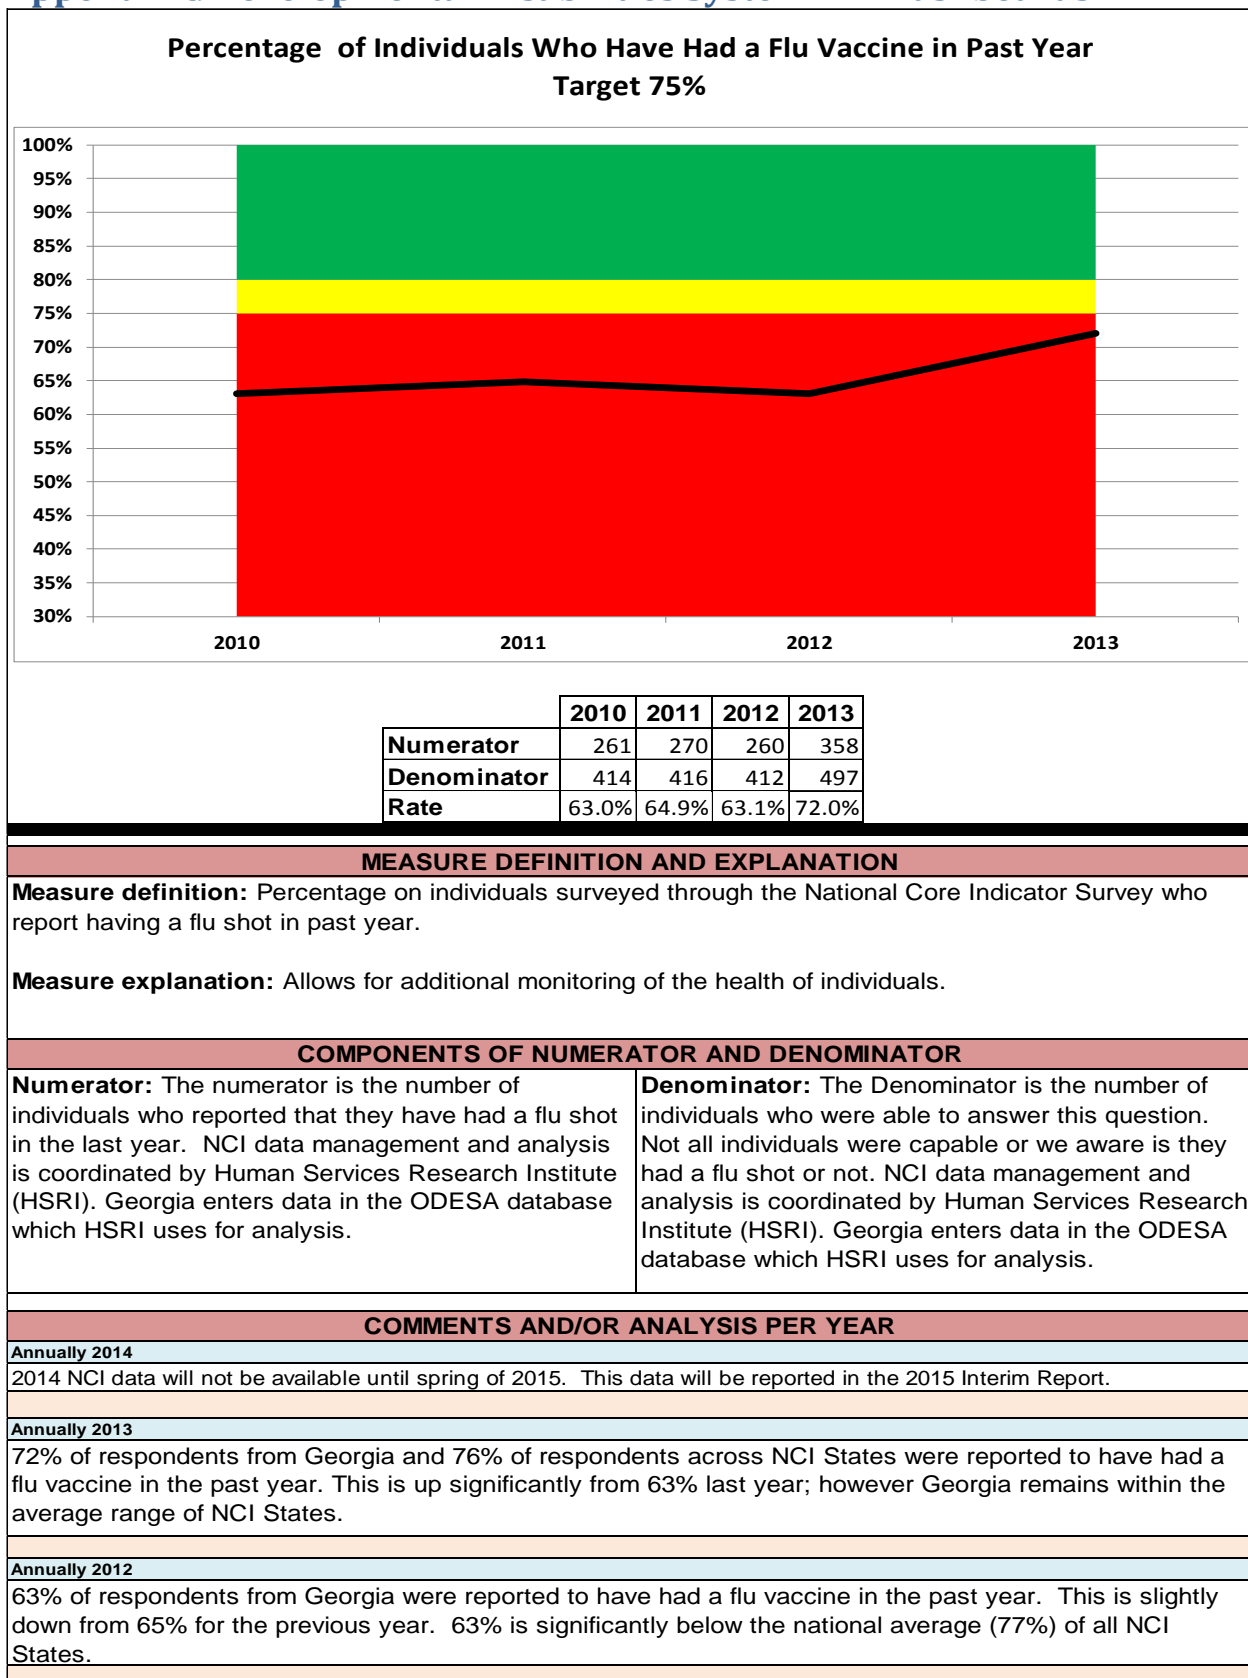 Percentage of Individuals Who Have Had a Flu Vaccine in Past Year
Target 75%
100%
95%
90%
85%
80%
75%
70%
65%
60%
55%
50%
45%
40%
35%
30%
2010 2011 2012 2013
2010 2011 2012 2013
Numerator 261 270 260 358
Denominator 414 416 412 497
Rate 63.0% 64.9% 63.1% 72.0%
MEASURE DEFINITION AND EXPLANATION
Measure definition: Percentage on individuals surveyed through the National Core Indicator Survey who
report having a flu shot in past year.
Measure explanation: Allows for additional monitoring of the health of individuals.
COMPONENTS OF NUMERATOR AND DENOMINATOR
Numerator: The numerator is the number of
individuals who reported that they have had a flu shot
in the last year. NCI data management and analysis
is coordinated by Human Services Research Institute
(HSRI). Georgia enters data in the ODESA database
which HSRI uses for analysis.
Denominator: The Denominator is the number of
individuals who were able to answer this question.
Not all individuals were capable or we aware is they
had a flu shot or not. NCI data management and
analysis is coordinated by Human Services Research
Institute (HSRI). Georgia enters data in the ODESA
database which HSRI uses for analysis.
COMMENTS AND/OR ANALYSIS PER YEAR
Annually 2014
2014 NCI data will not be available until spring of 2015. This data will be reported in the 2015 Interim Report.
Annually 2013
72% of respondents from Georgia and 76% of respondents across NCI States were reported to have had a
flu vaccine in the past year. This is up significantly from 63% last year; however Georgia remains within the
average range of NCI States.
Annually 2012
63% of respondents from Georgia were reported to have had a flu vaccine in the past year. This is slightly
down from 65% for the previous year. 63% is significantly below the national average (77%) of all NCI
States.